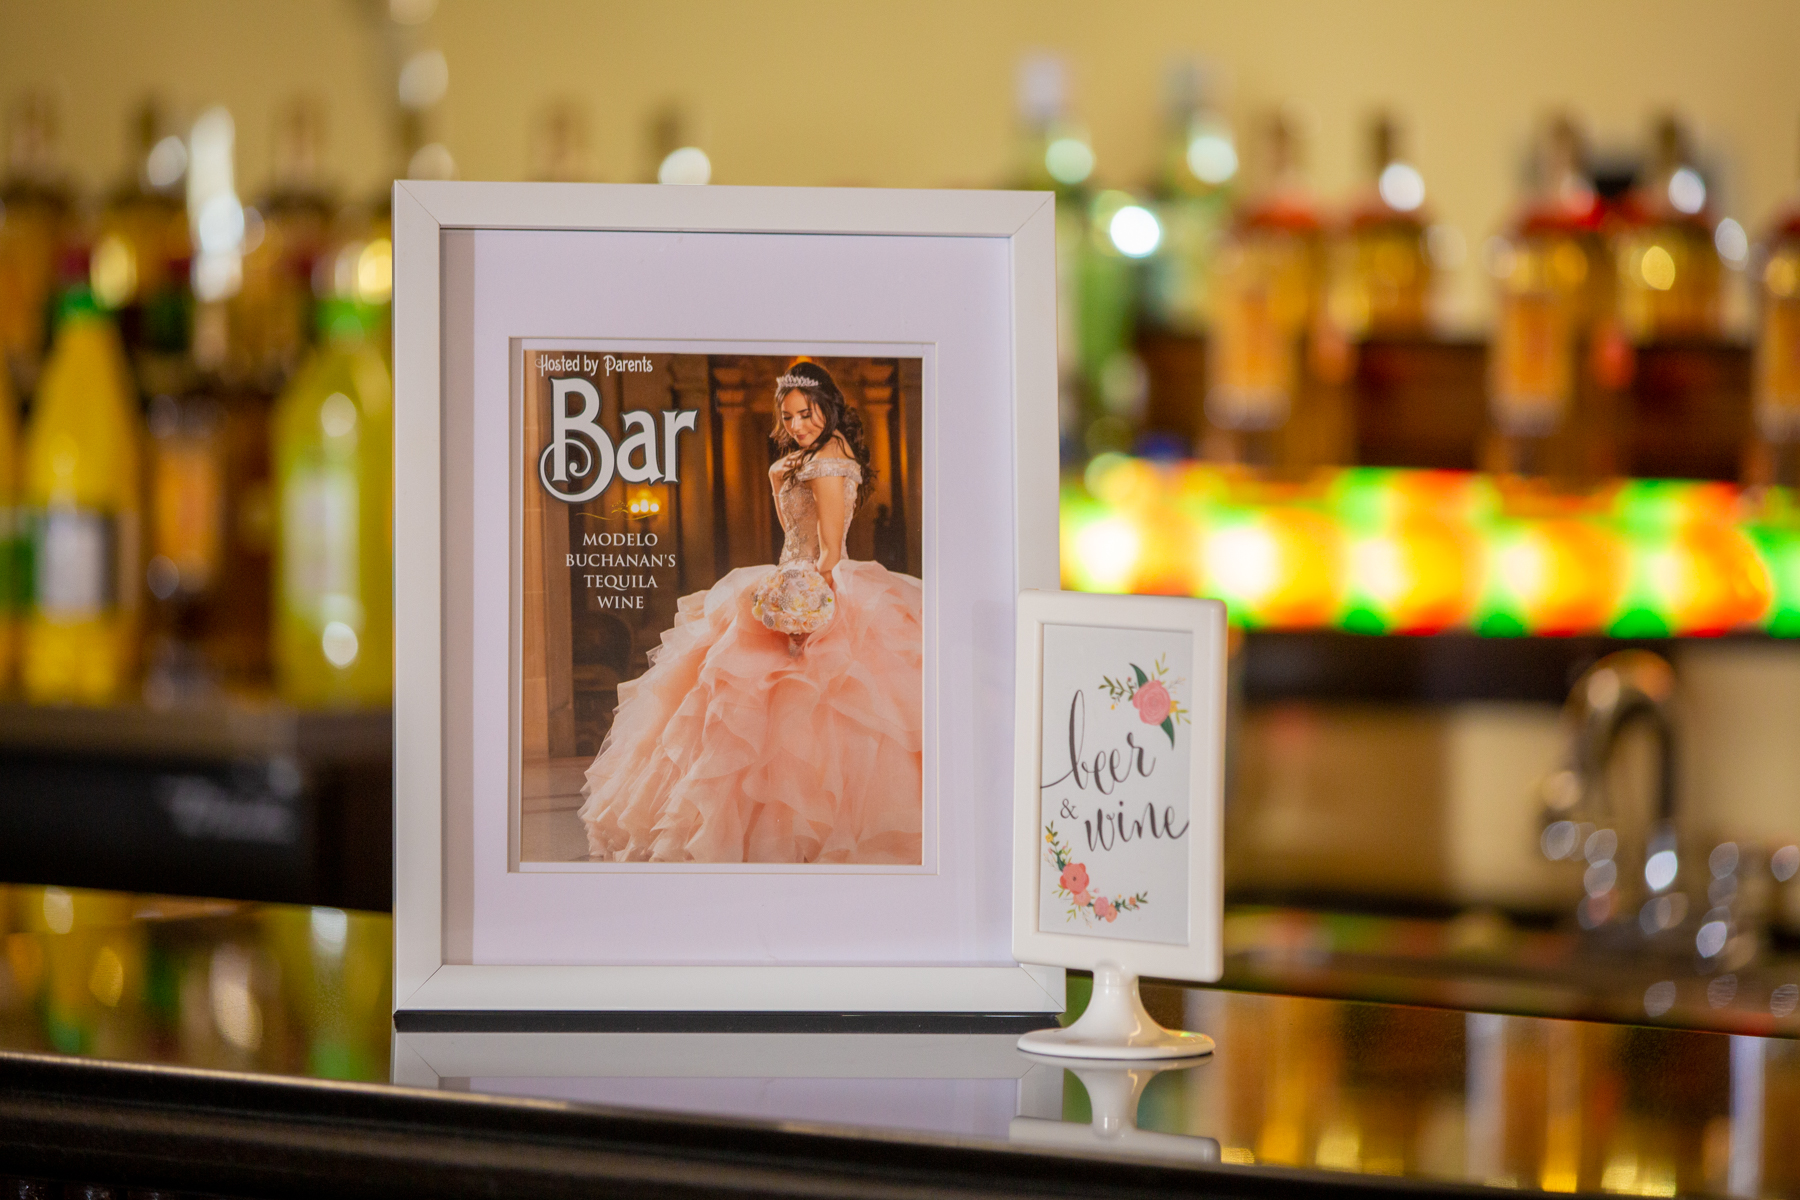 Hosted by Parents
Bar
MODELO
BUCHANAN'S
TEQUILA
WINE
beer
& wine